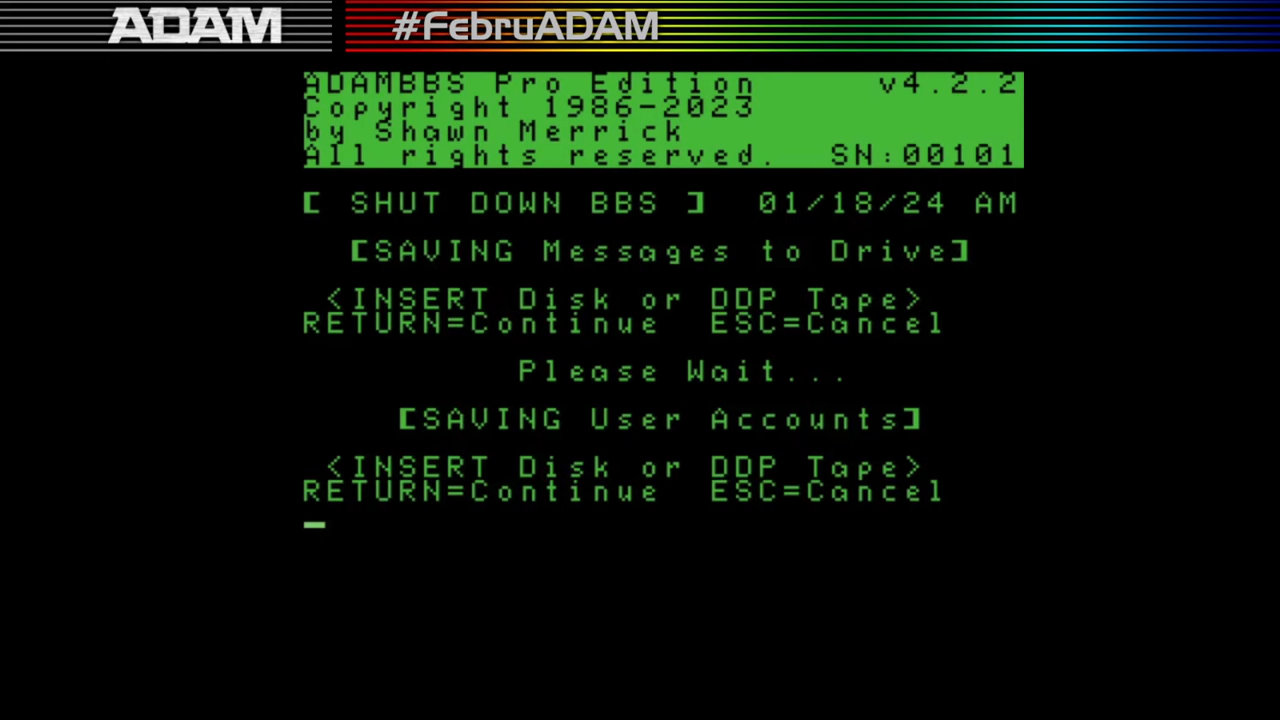 ADAM #FebruADAM
ADAMBBS Pro Edition v4.2.2
Copyright 1986-2023
by Shawn Merrick
All rights reserved. SN:00101
[ SHUT DOWN BBS ] 01/18/24 AM
[SAVING Messages to Drive]
<INSERT Disk or DDP Tape>
RETURN=Continue ESC=Cancel
Please Wait...
[SAVING User Accounts]
<INSERT Disk or DDP Tape>
RETURN=Continue ESC=Cancel